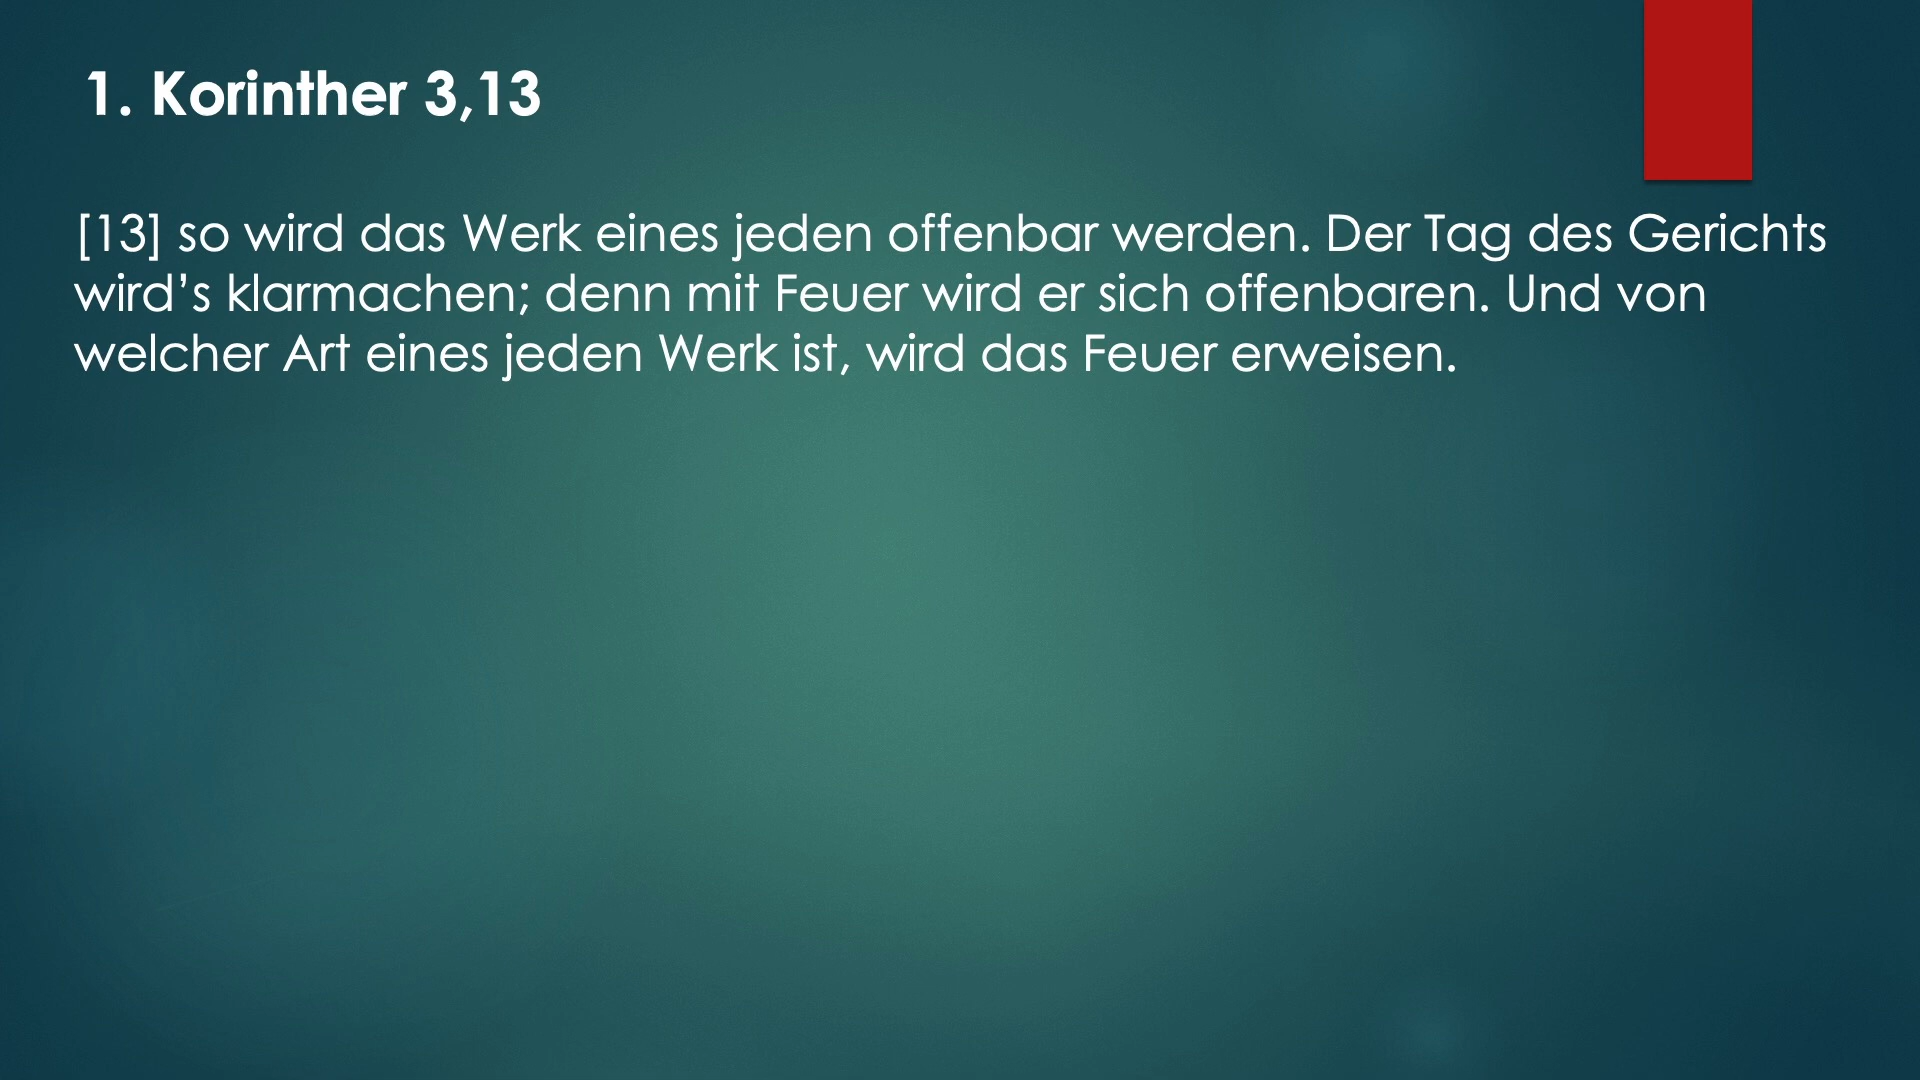 1. Korinther 3,13
[13] so wird das Werk eines jeden offenbar werden. Der Tag des Gerichts
wird’s klarmachen; denn mit Feuer wird er sich offenbaren. Und von
welcher Art eines jeden Werk ist, wird das Feuer erweisen.